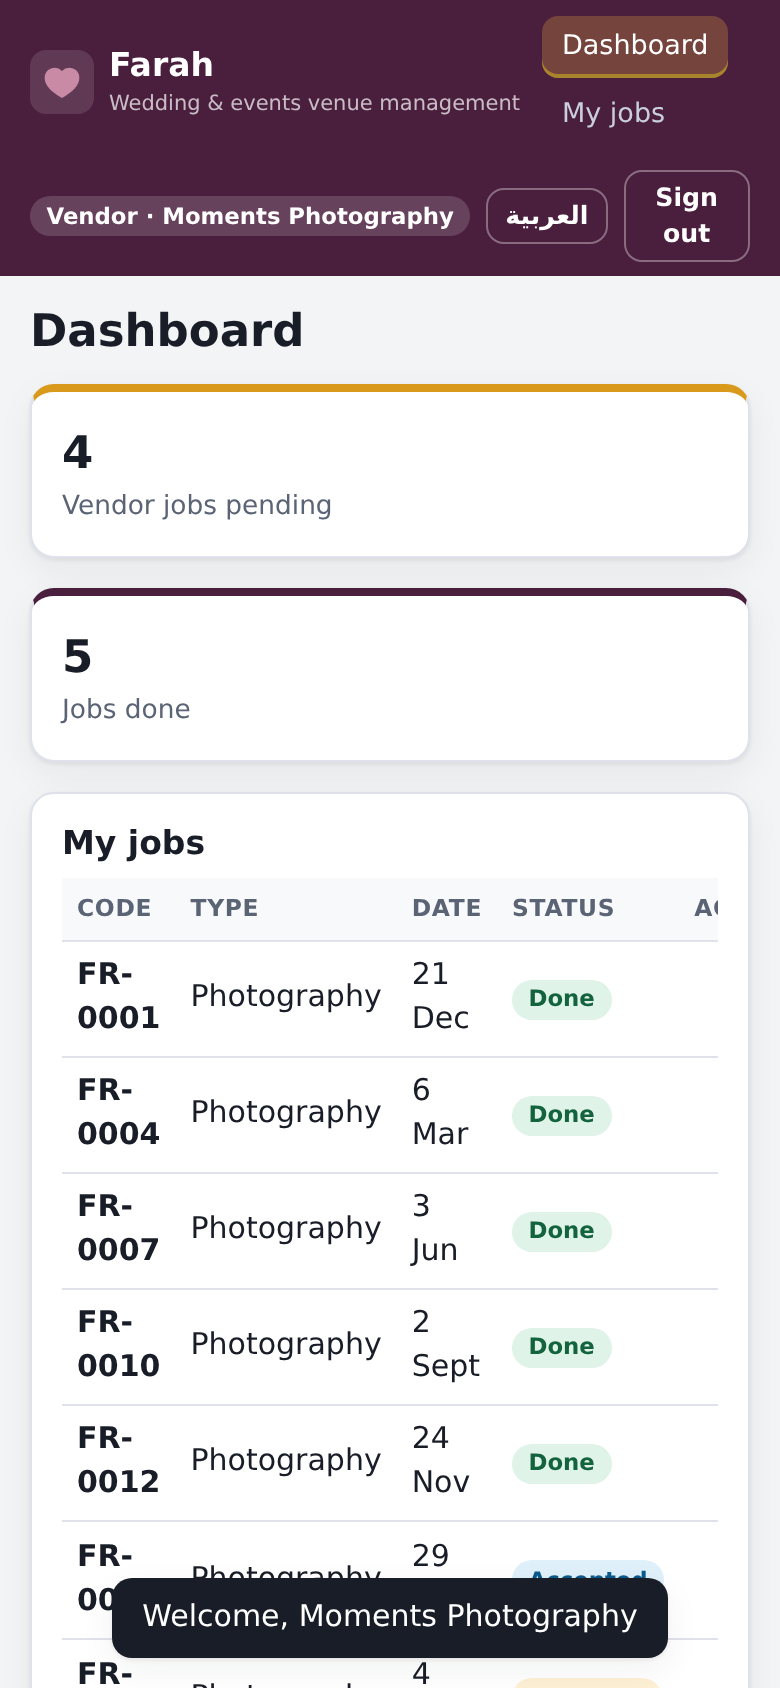 Farah
Wedding & events venue management
Dashboard
My jobs
Vendor · Moments Photography
العربية
Sign
out
Dashboard
4
Vendor jobs pending
5
Jobs done
My jobs
CODE TYPE DATE STATUS
FR-
0001 Photography 21
Dec Done
FR-
0004 Photography 6
Mar Done
FR-
0007 Photography 3
Jun Done
FR-
0010 Photography 2
Sept Done
FR-
0012 Photography 24
Nov Done
FR- Photography 29 Accepted
Welcome, Moments Photography
FR- 4